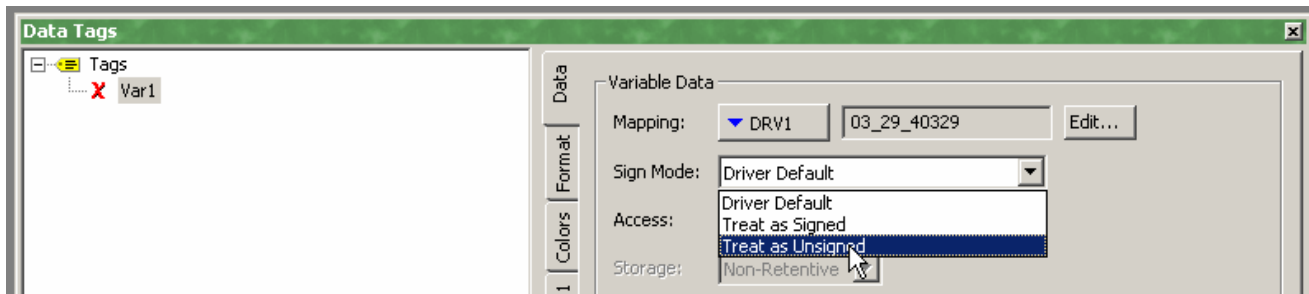 Data Tags
Tags
Var1
Data
Format
Colors
1
Variable Data
Mapping: DRV1 03_29_40329 Edit...
Sign Mode: Driver Default
Driver Default
Treat as Signed
Access:
Treat as Unsigned
Storage: Non-Retentive